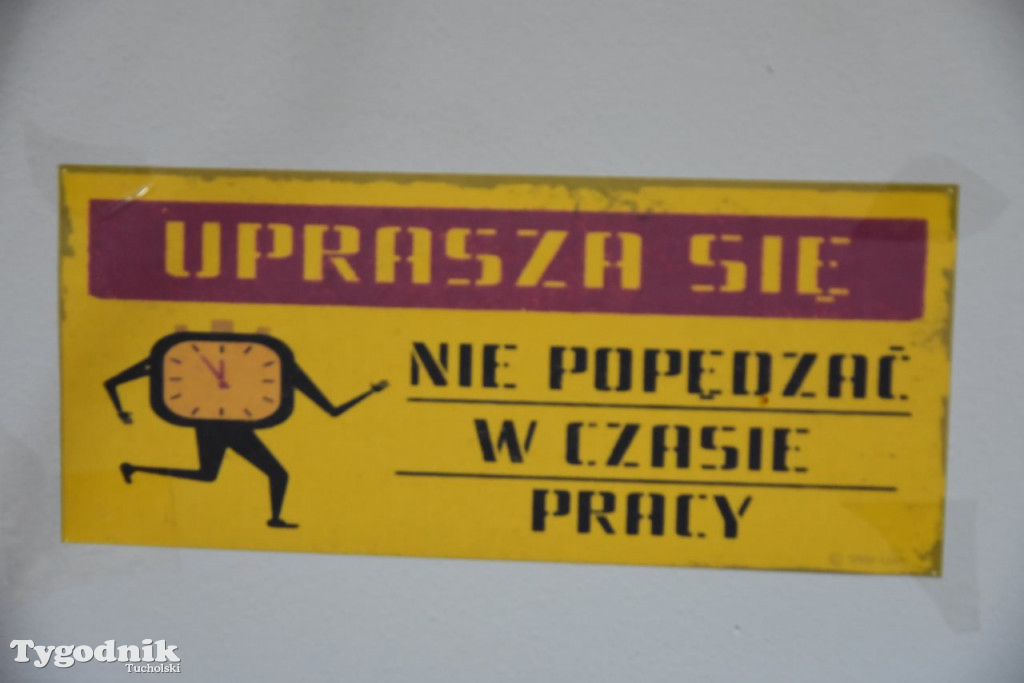 UPRASZA SIĘ
NIE POPĘDZAĆ
W CZASIE
PRACY
Tygodnik
Tucholski